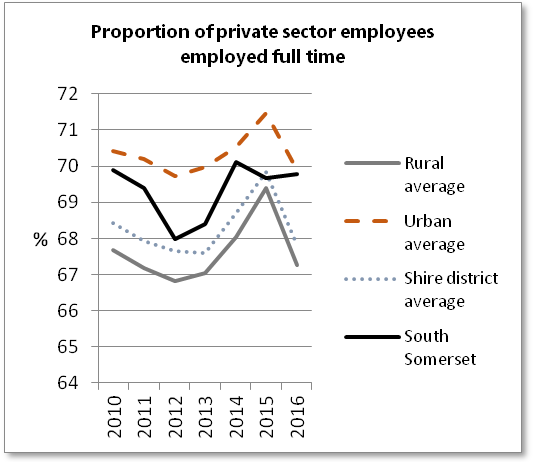 Proportion of private sector employees
employed full time
72
71
70
69
68
67
66
65
64
%
2010
2011
2012
2013
2014
2015
2016
Rural
average
Urban
average
Shire district
average
South
Somerset